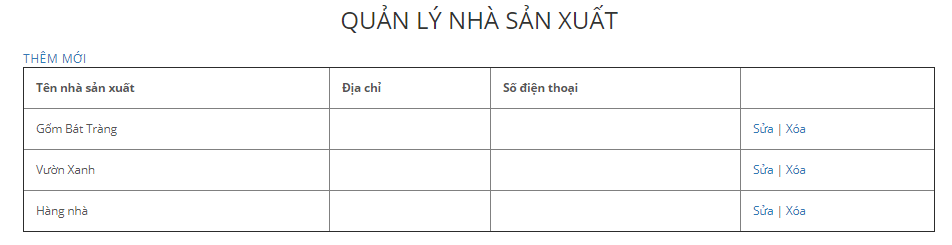 QUẢN LÝ NHÀ SẢN XUẤT
THÊM MỚI
Tên nhà sản xuất Địa chỉ Số điện thoại
Gốm Bát Tràng Sửa | Xóa
Vườn Xanh Sửa | Xóa
Hàng nhà Sửa | Xóa